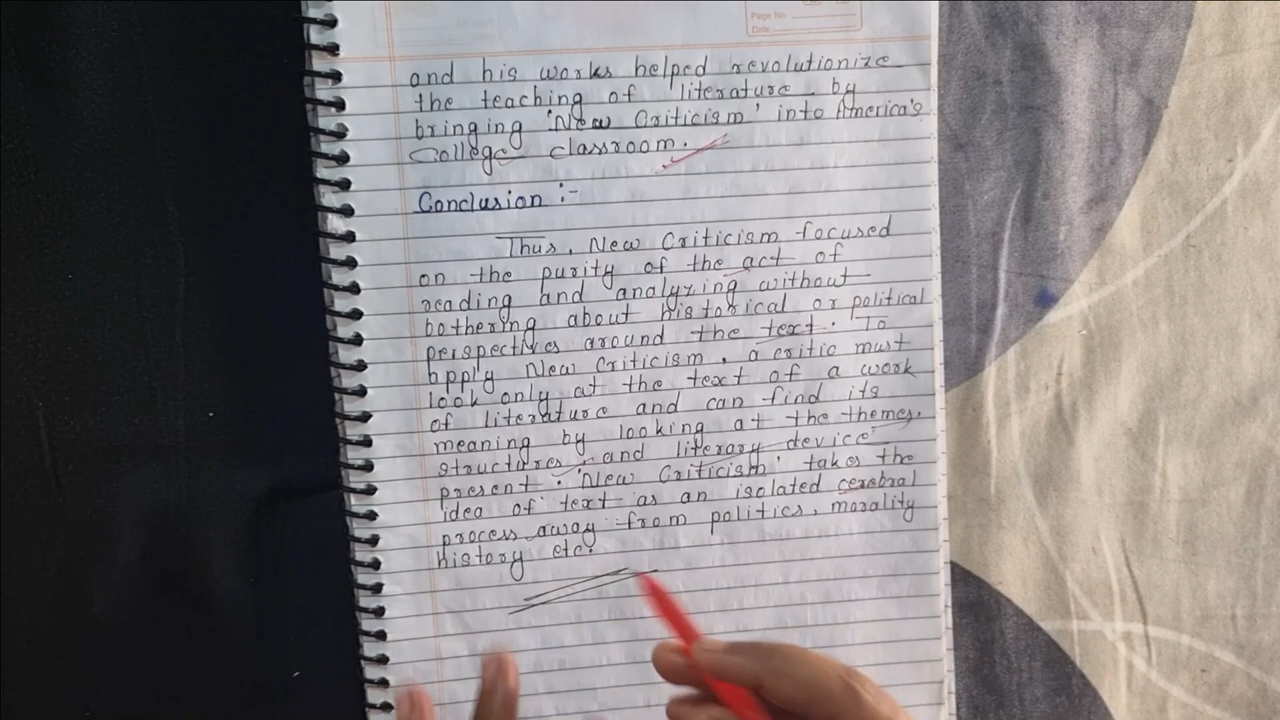 Page No.
Date
and his works helped revolutionize
the teaching of literature by
bringing 'New Criticism' into America's
College classroom.
Conclusion :-
Thus, New Criticism focused
on the purity of the act of
reading and analyzing without
bothering about historical or political
perspectives around the text. To
apply New Criticism, a critic must
look only at the text of a work
of literature and can find its
meaning by looking at the themes,
structures and literary device
present. 'New Criticism' takes the
idea of text as an isolated cerebral
process away from politics, morality
history etc.